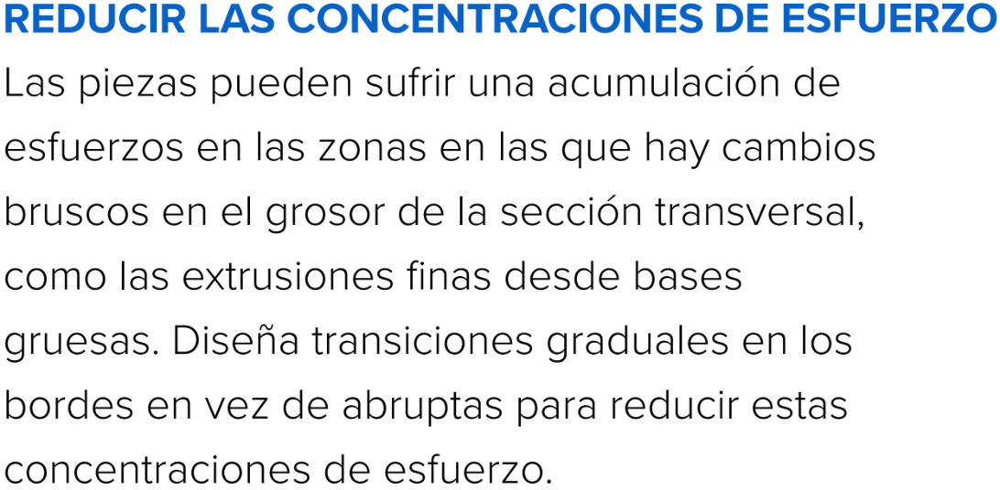 REDUCIR LAS CONCENTRACIONES DE ESFUERZO
Las piezas pueden sufrir una acumulación de
esfuerzos en las zonas en las que hay cambios
bruscos en el grosor de la sección transversal,
como las extrusiones finas desde bases
gruesas. Diseña transiciones graduales en los
bordes en vez de abruptas para reducir estas
concentraciones de esfuerzo.